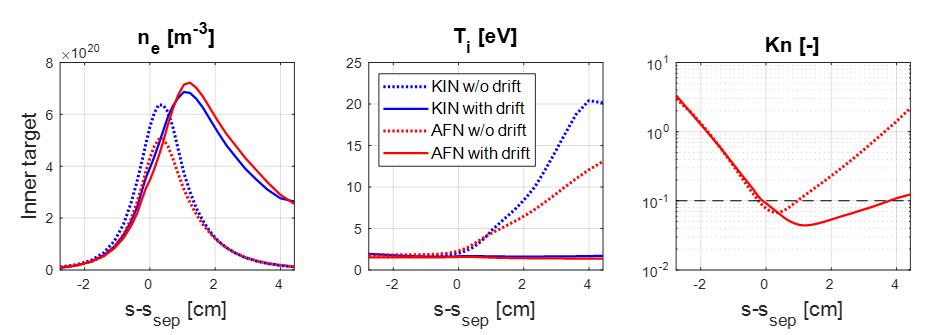 n_e [m^-3]
×10^20
8
6
4
2
0
-2 0 2 4
s-s_sep [cm]
Inner target
T_i [eV]
25
20
15
10
5
0
KIN w/o drift
KIN with drift
AFN w/o drift
AFN with drift
-2 0 2 4
s-s_sep [cm]
Kn [-]
10^1
10^0
10^-1
10^-2
-2 0 2 4
s-s_sep [cm]